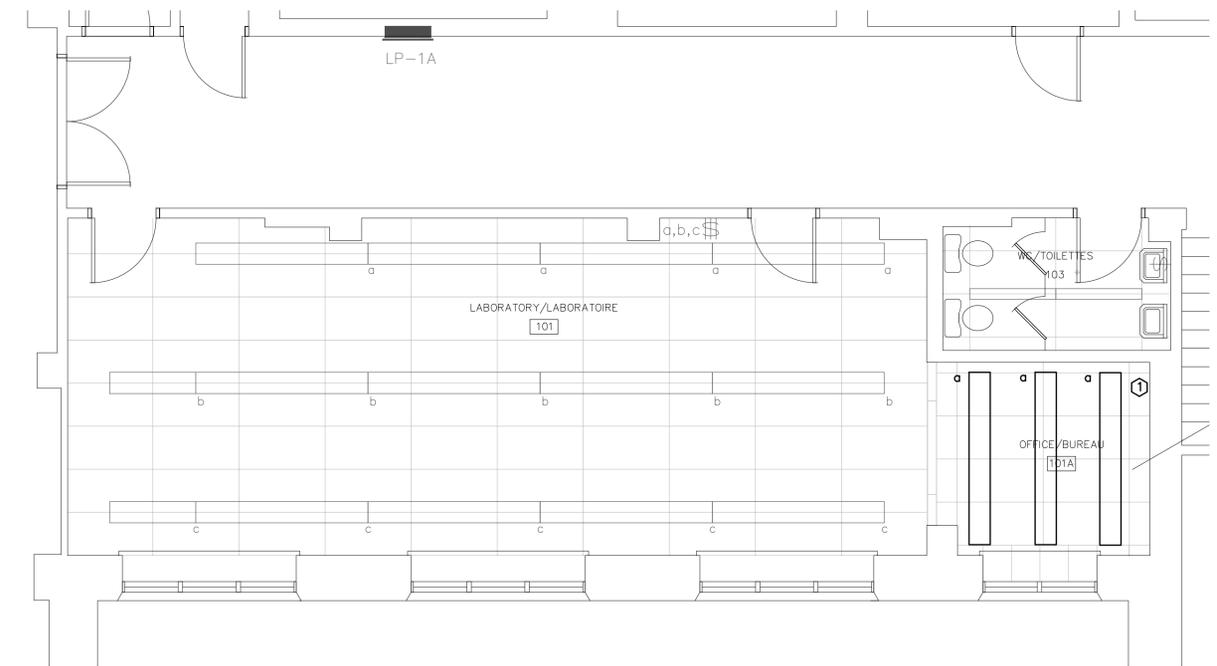 LP-1A
a,b,c $
WC/TOILETTES
103
a a a a
LABORATORY/LABORATOIRE
101
b b b b b
a a a 1
OFFICE/BUREAU
101A
c c c c c